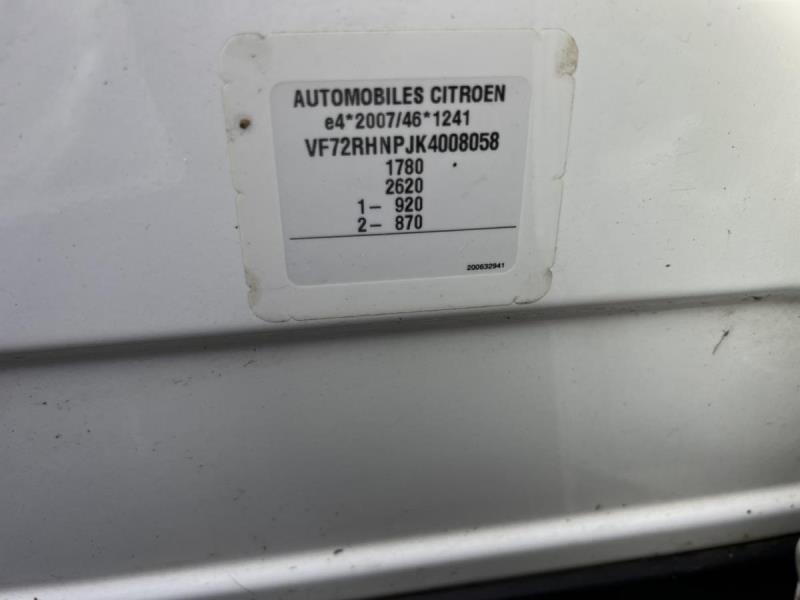 AUTOMOBILES CITROEN
e4*2007/46*1241
VF72RHNPJK4008058
1780
2620
1- 920
2- 870
200632941